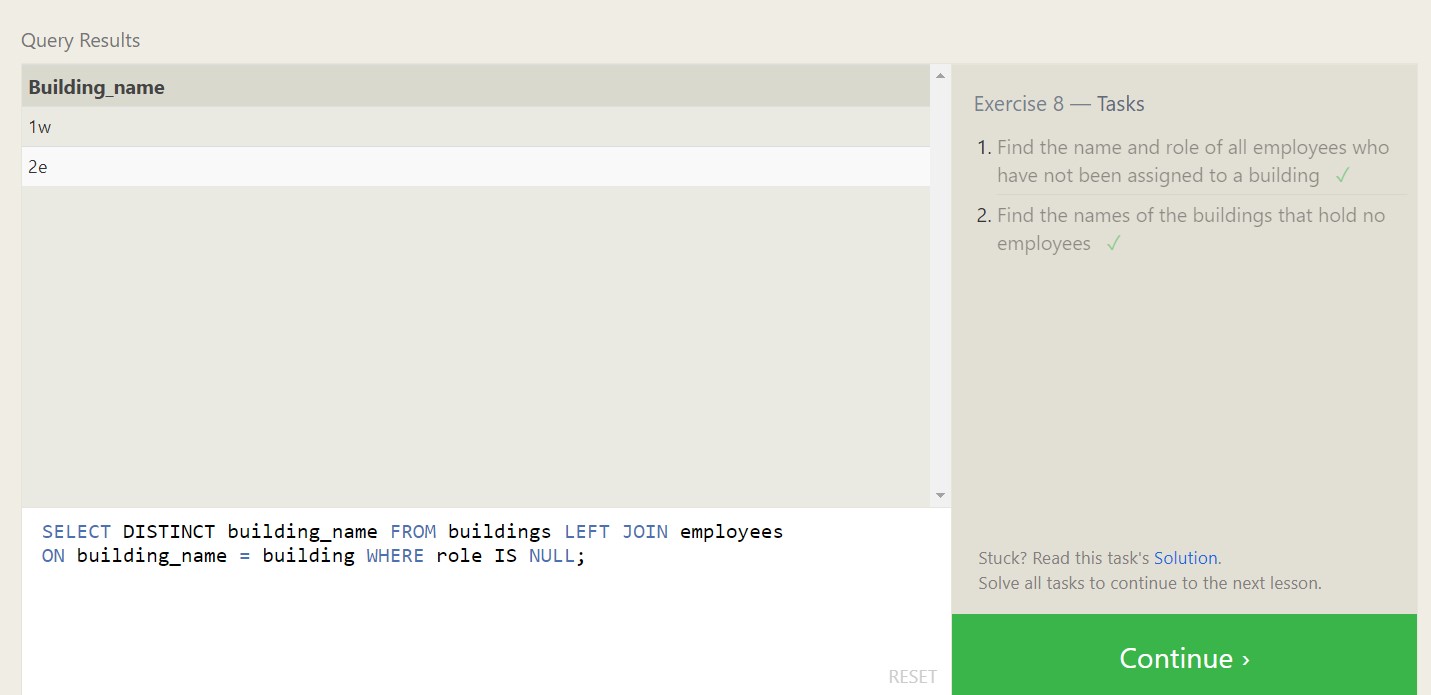 Query Results
Building_name
1w
2e
SELECT DISTINCT building_name FROM buildings LEFT JOIN employees
ON building_name = building WHERE role IS NULL;
RESET
Exercise 8 — Tasks
1. Find the name and role of all employees who
have not been assigned to a building ✓
2. Find the names of the buildings that hold no
employees ✓
Stuck? Read this task's Solution.
Solve all tasks to continue to the next lesson.
Continue ›